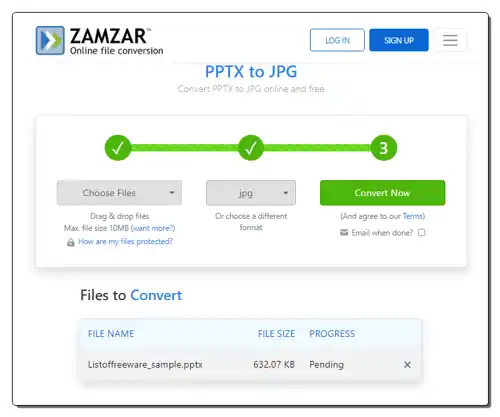 ZAMZAR™
Online file conversion
LOG IN
SIGN UP
PPTX to JPG
Convert PPTX to JPG online and free
3
Choose Files
jpg
Convert Now
Drag & drop files
Max. file size 10MB (want more?)
How are my files protected?
Or choose a different
format
(And agree to our Terms)
Email when done?
Files to Convert
FILE NAME FILE SIZE PROGRESS
Listoffreeware_sample.pptx 632.07 KB Pending